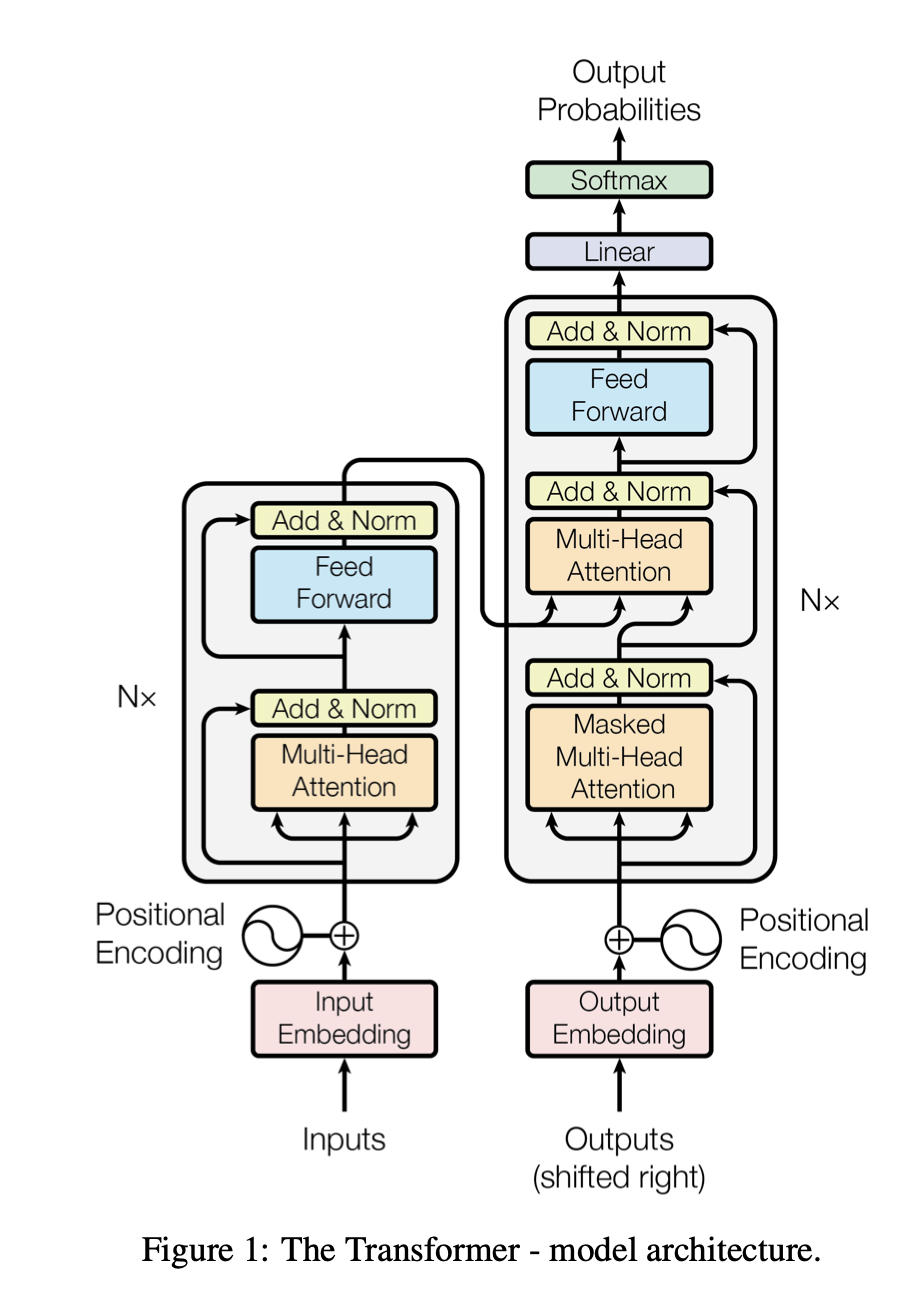 Output
Probabilities
Softmax
Linear
Add & Norm
Feed
Forward
Add & Norm
Multi-Head
Attention
Add & Norm
Masked
Multi-Head
Attention
N×
Add & Norm
Feed
Forward
Add & Norm
Multi-Head
Attention
N×
Positional
Encoding
Positional
Encoding
Input
Embedding
Output
Embedding
Inputs
Outputs
(shifted right)
Figure 1: The Transformer - model architecture.